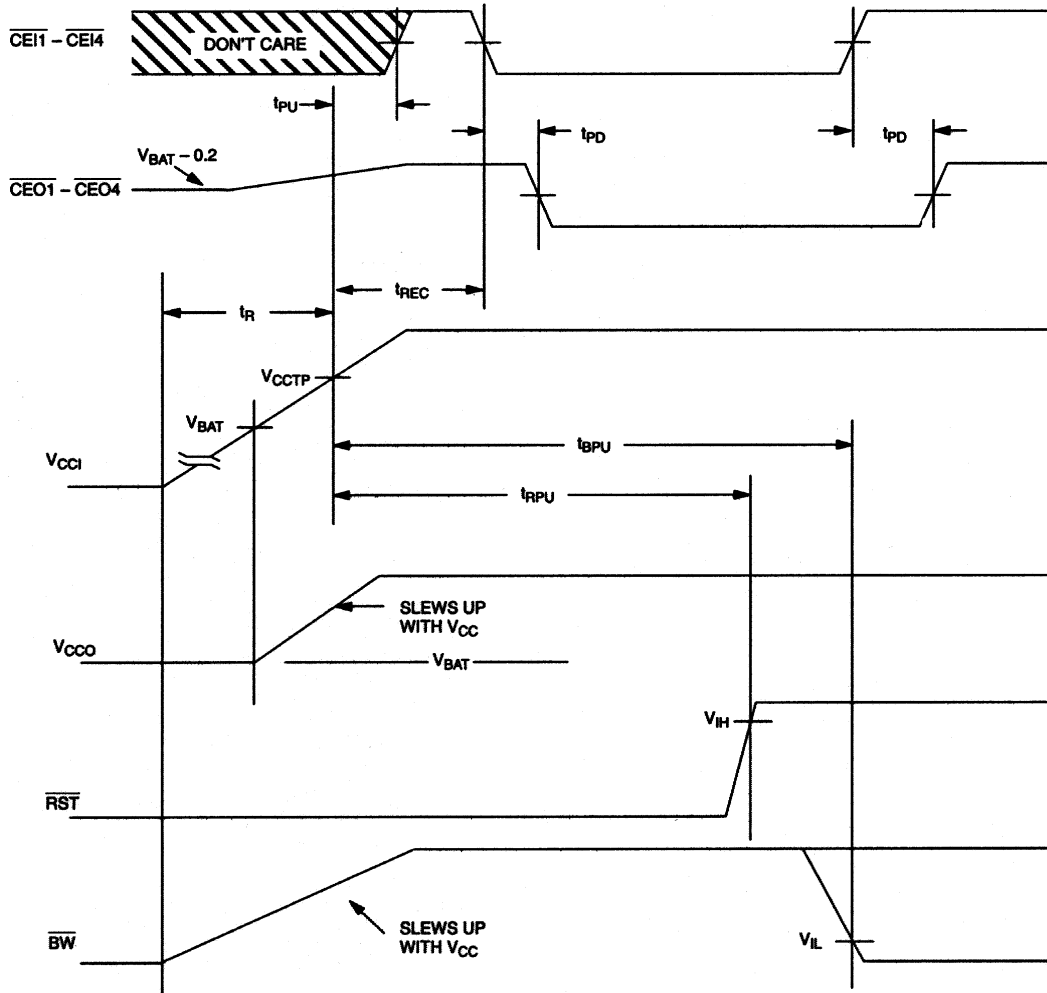 CEI1 – CEI4
DON'T CARE
tPU
tPD
tPD
VBAT – 0.2
CEO1 – CEO4
tREC
tR
VCCTP
VBAT
tBPU
VCCI
tRPU
SLEWS UP
WITH VCC
VCCO
VBAT
VIH
RST
SLEWS UP
WITH VCC
BW
VIL